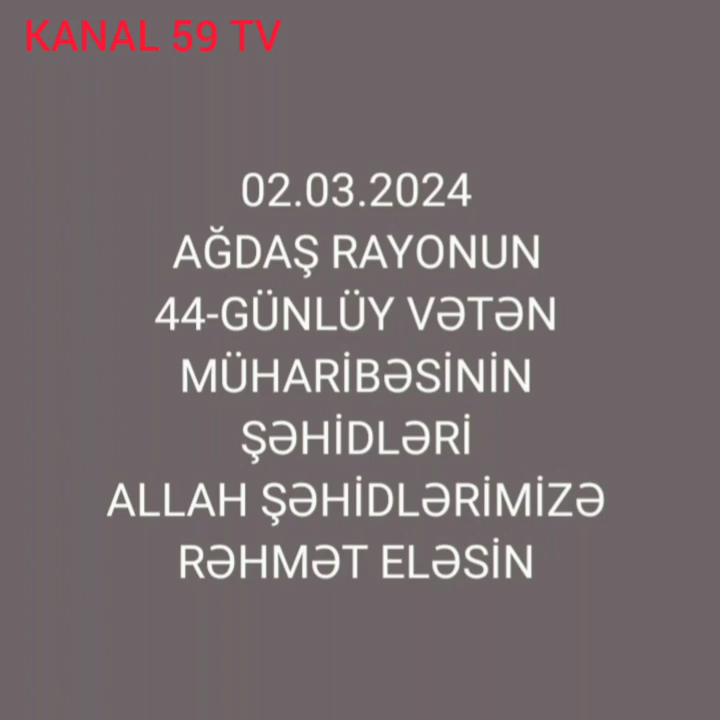 KANAL 59 TV
02.03.2024
AĞDAŞ RAYONUN
44-GÜNLÜY VƏTƏN
MÜHARİBƏSİNİN
ŞƏHİDLƏRİ
ALLAH ŞƏHİDLƏRİMİZƏ
RƏHMƏT ELƏSİN